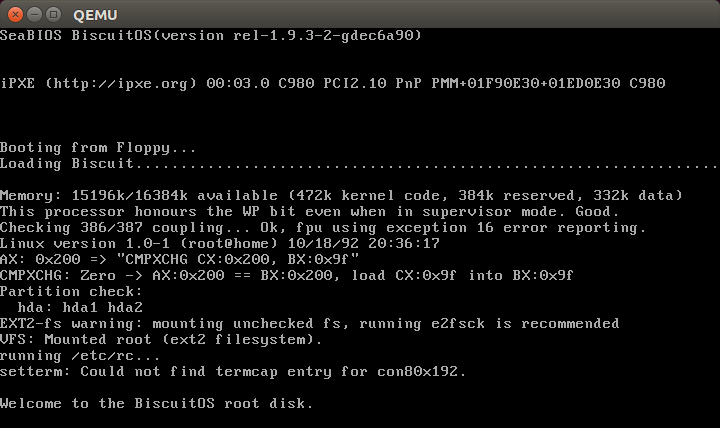 QEMU
SeaBIOS BiscuitOS(version rel-1.9.3-2-gdec6a90)
iPXE (http://ipxe.org) 00:03.0 C980 PCI2.10 PnP PMM+01F90E30+01ED0E30 C980
Booting from Floppy...
Loading Biscuit.........................................................................
Memory: 15196k/16384k available (472k kernel code, 384k reserved, 332k data)
This processor honours the WP bit even when in supervisor mode. Good.
Checking 386/387 coupling... Ok, fpu using exception 16 error reporting.
Linux version 1.0-1 (root@home) 10/18/92 20:36:17
AX: 0x200 => "CMPXCHG CX:0x200, BX:0x9f"
CMPXCHG: Zero -> AX:0x200 == BX:0x200, load CX:0x9f into BX:0x9f
Partition check:
hda: hda1 hda2
EXT2-fs warning: mounting unchecked fs, running e2fsck is recommended
VFS: Mounted root (ext2 filesystem).
running /etc/rc...
setterm: Could not find termcap entry for con80x192.
Welcome to the BiscuitOS root disk.